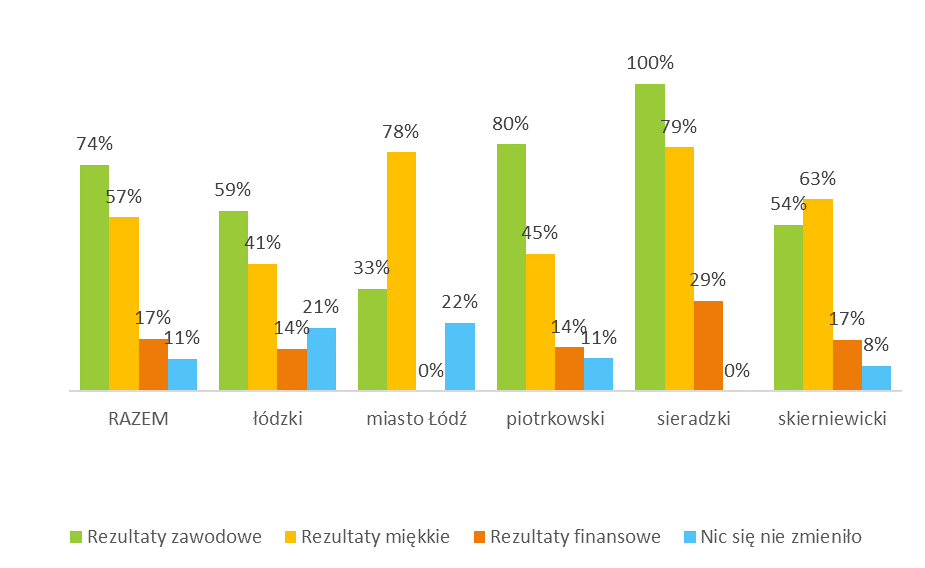 100%
74%
57%
17%
11%
59%
41%
14%
21%
33%
78%
0%
22%
80%
45%
14%
11%
79%
29%
0%
54%
63%
17%
8%
RAZEM
łódzki
miasto Łódź
piotrkowski
sieradzki
skierniewicki
Rezultaty zawodowe
Rezultaty miękkie
Rezultaty finansowe
Nic się nie zmieniło